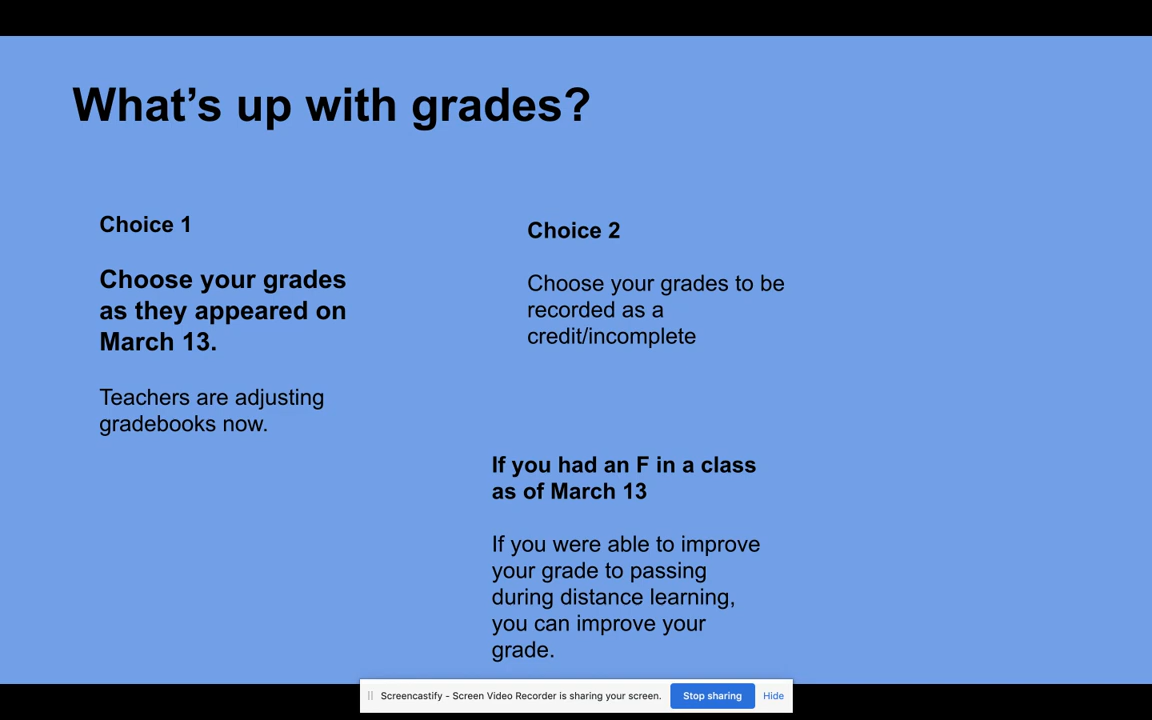 What's up with grades?
Choice 1
Choose your grades
as they appeared on
March 13.
Teachers are adjusting
gradebooks now.
Choice 2
Choose your grades to be
recorded as a
credit/incomplete
If you had an F in a class
as of March 13
If you were able to improve
your grade to passing
during distance learning,
you can improve your
grade.
Screencastify - Screen Video Recorder is sharing your screen.
Stop sharing
Hide